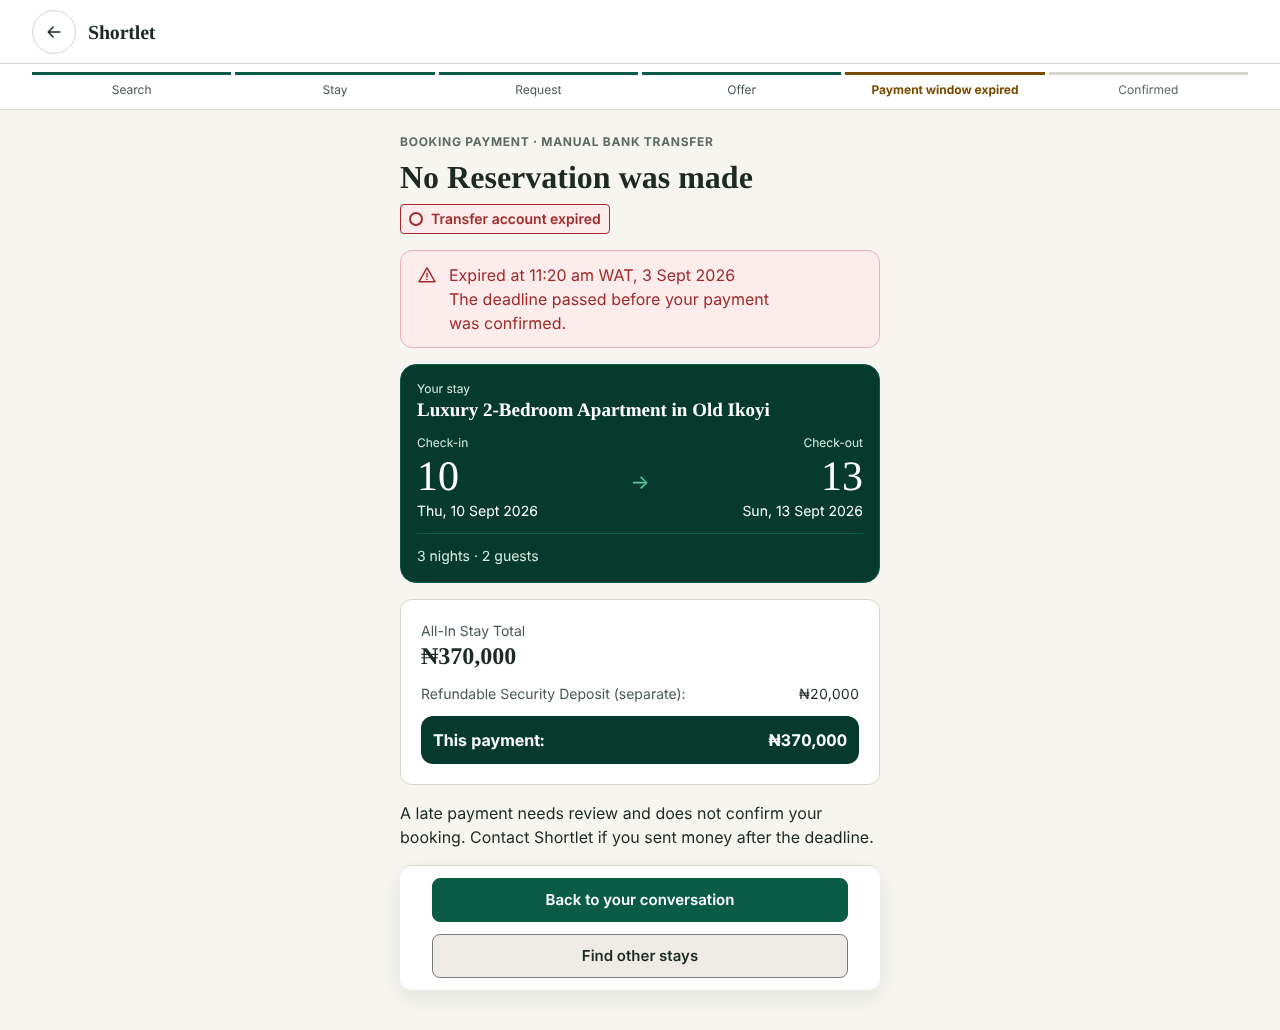 Shortlet
Search
Stay
Request
Offer
Payment window expired
Confirmed
BOOKING PAYMENT · MANUAL BANK TRANSFER
No Reservation was made
Transfer account expired
Expired at 11:20 am WAT, 3 Sept 2026
The deadline passed before your payment
was confirmed.
Your stay
Luxury 2-Bedroom Apartment in Old Ikoyi
Check-in
Check-out
10
→
13
Thu, 10 Sept 2026
Sun, 13 Sept 2026
3 nights · 2 guests
All-In Stay Total
₦370,000
Refundable Security Deposit (separate): ₦20,000
This payment: ₦370,000
A late payment needs review and does not confirm your
booking. Contact Shortlet if you sent money after the deadline.
Back to your conversation
Find other stays